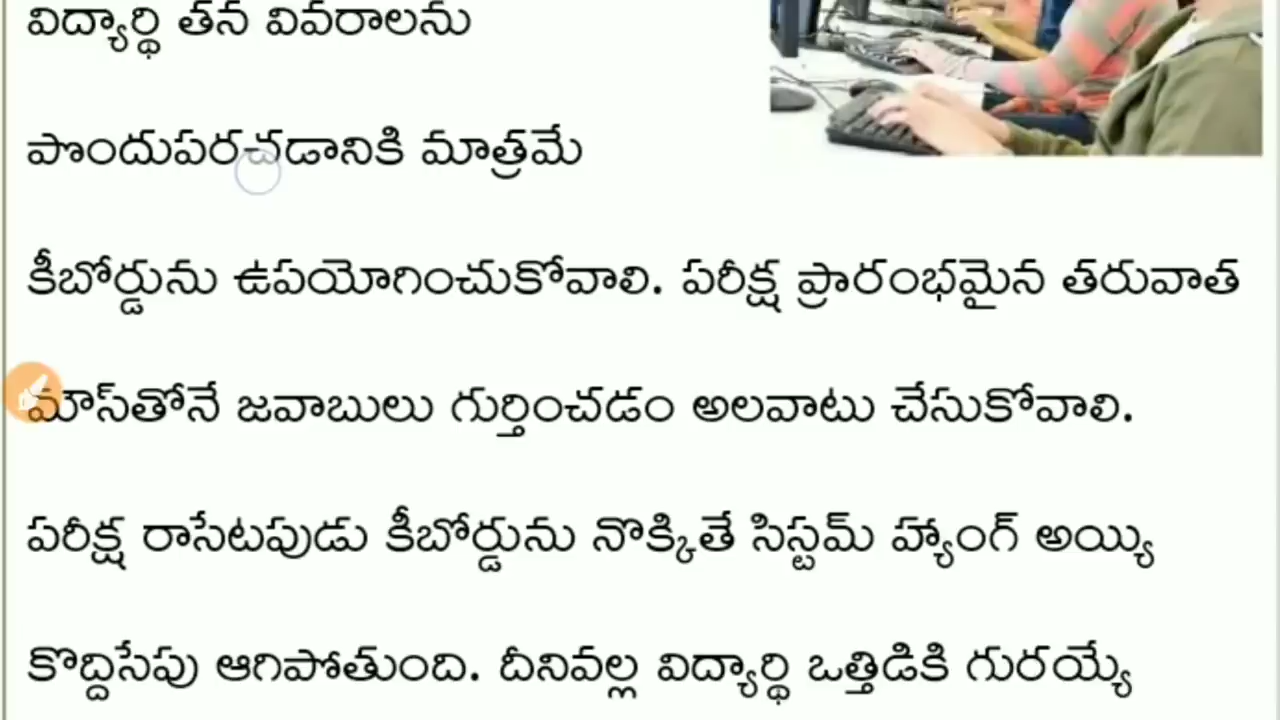 విద్యార్థి తన వివరాలను
పొందుపరచడానికి మాత్రమే
కీబోర్డును ఉపయోగించుకోవాలి. పరీక్ష ప్రారంభమైన తరువాత
మౌస్‌తోనే జవాబులు గుర్తించడం అలవాటు చేసుకోవాలి.
పరీక్ష రాసేటపుడు కీబోర్డును నొక్కితే సిస్టమ్ హ్యాంగ్ అయ్యి
కొద్దిసేపు ఆగిపోతుంది. దీనివల్ల విద్యార్థి ఒత్తిడికి గురయ్యే